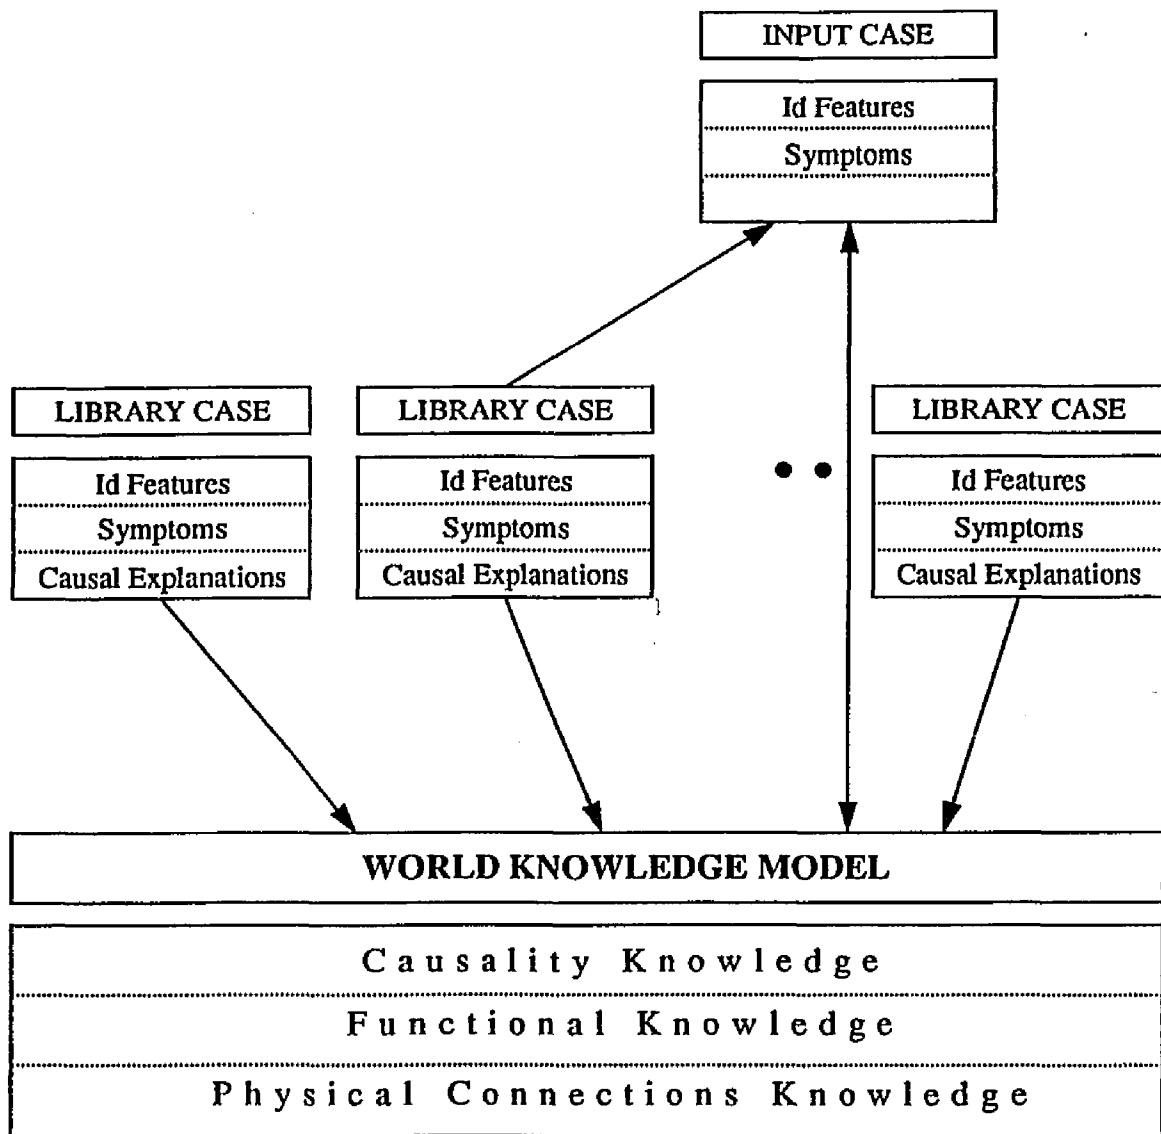 INPUT CASE
Id Features
Symptoms
LIBRARY CASE
Id Features
Symptoms
Causal Explanations
LIBRARY CASE
Id Features
Symptoms
Causal Explanations
LIBRARY CASE
Id Features
Symptoms
Causal Explanations
WORLD KNOWLEDGE MODEL
Causality Knowledge
Functional Knowledge
Physical Connections Knowledge